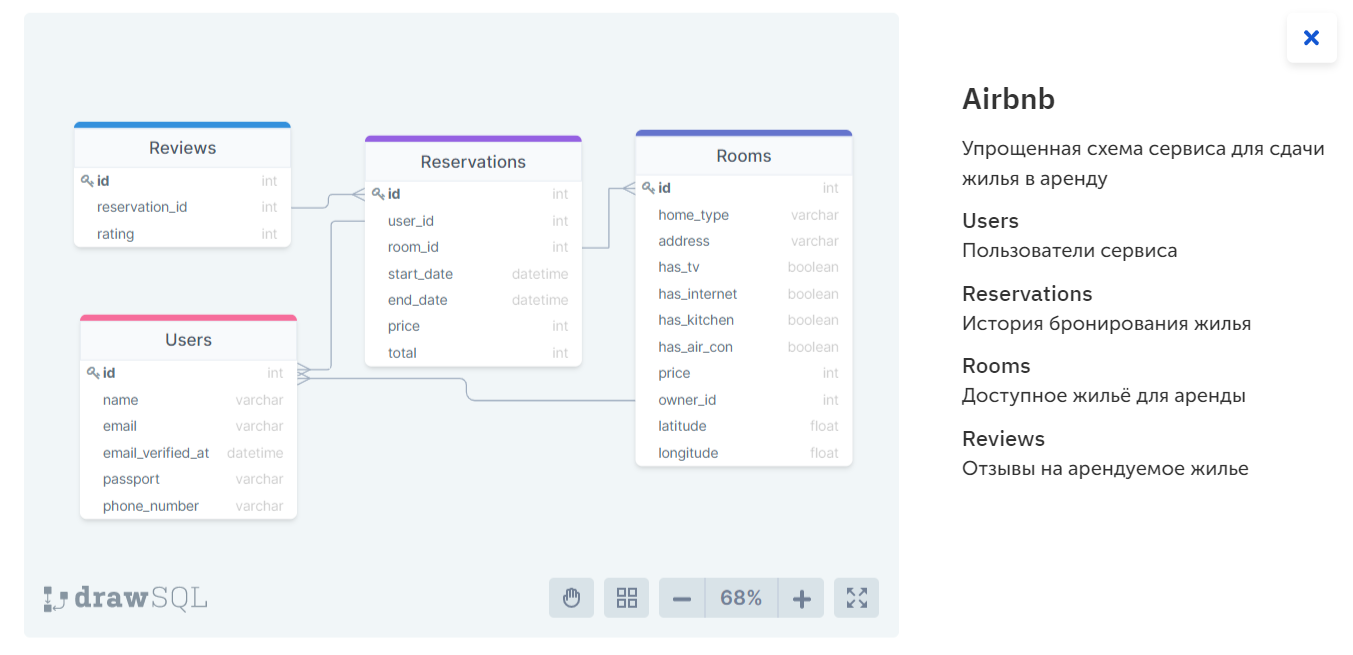 Reviews
id int
reservation_id int
rating int
Users
id int
name varchar
email varchar
email_verified_at datetime
passport varchar
phone_number varchar
Reservations
id int
user_id int
room_id int
start_date datetime
end_date datetime
price int
total int
Rooms
id int
home_type varchar
address varchar
has_tv boolean
has_internet boolean
has_kitchen boolean
has_air_con boolean
price int
owner_id int
latitude float
longitude float
drawSQL
68%
Airbnb
Упрощенная схема сервиса для сдачи
жилья в аренду
Users
Пользователи сервиса
Reservations
История бронирования жилья
Rooms
Доступное жильё для аренды
Reviews
Отзывы на арендуемое жилье